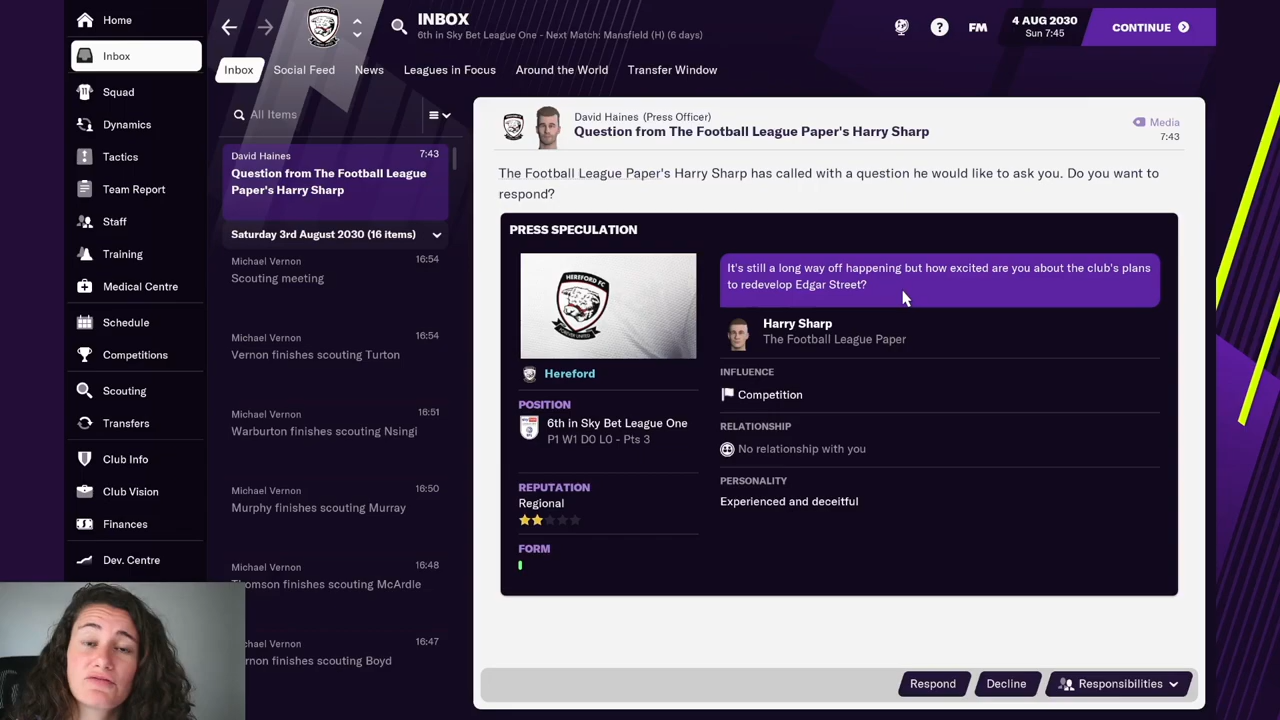 Home
Inbox
Squad
Dynamics
Tactics
Team Report
Staff
Training
Medical Centre
Schedule
Competitions
Scouting
Transfers
Club Info
Club Vision
Finances
Dev. Centre
INBOX
6th in Sky Bet League One - Next Match: Mansfield (H) (6 days)
?
FM
4 AUG 2030
Sun 7:45
CONTINUE
Inbox
Social Feed
News
Leagues in Focus
Around the World
Transfer Window
All Items
David Haines
7:43
Question from The Football League
Paper's Harry Sharp
Saturday 3rd August 2030 (16 items)
Michael Vernon
16:54
Scouting meeting
Michael Vernon
16:54
Vernon finishes scouting Turton
Michael Vernon
16:51
Warburton finishes scouting Nsingi
Michael Vernon
16:50
Murphy finishes scouting Murray
Michael Vernon
16:48
Thomson finishes scouting McArdle
16:47
finishes scouting Boyd
David Haines (Press Officer)
Question from The Football League Paper's Harry Sharp
Media
7:43
The Football League Paper's Harry Sharp has called with a question he would like to ask you. Do you want to
respond?
PRESS SPECULATION
HEREFORD FC
It's still a long way off happening but how excited are you about the club's plans
to redevelop Edgar Street?
Harry Sharp
The Football League Paper
Hereford
POSITION
6th in Sky Bet League One
P1 W1 D0 L0 - Pts 3
REPUTATION
Regional
FORM
INFLUENCE
Competition
RELATIONSHIP
No relationship with you
PERSONALITY
Experienced and deceitful
Respond
Decline
Responsibilities